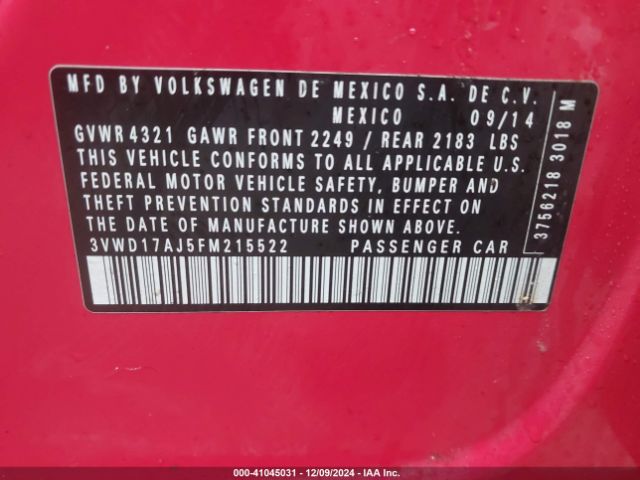 MFD BY VOLKSWAGEN DE MEXICO S.A. DE C.V.
MEXICO 09/14
GVWR 4321 GAWR FRONT 2249 / REAR 2183 LBS
THIS VEHICLE CONFORMS TO ALL APPLICABLE U.S.
FEDERAL MOTOR VEHICLE SAFETY, BUMPER AND
THEFT PREVENTION STANDARDS IN EFFECT ON
THE DATE OF MANUFACTURE SHOWN ABOVE
3VWD17AJ5FM215522 PASSENGER CAR
3756218 3018 M
000-41045031 - 12/09/2024 - IAAI.COM